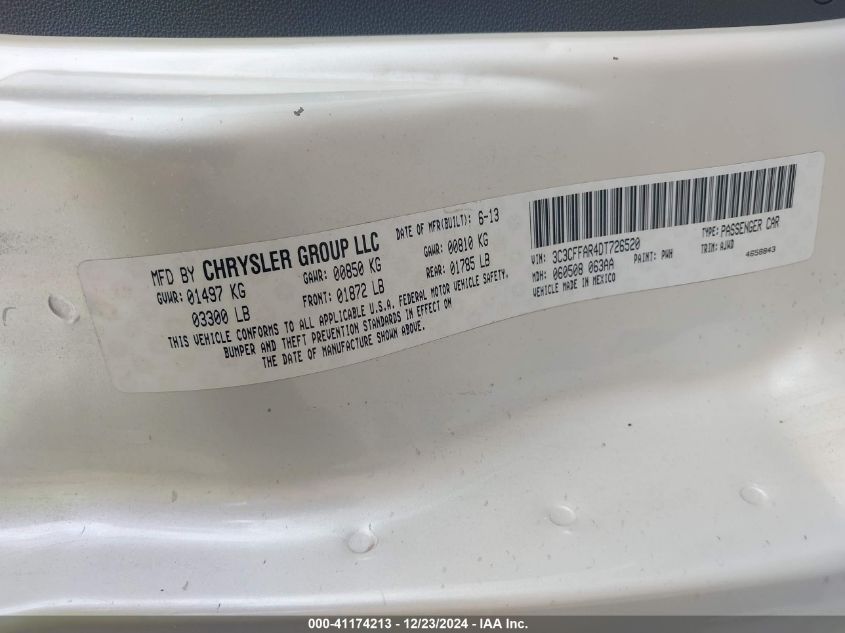 MFD BY CHRYSLER GROUP LLC DATE OF MFR(BUILT): 6-13
GVWR: 01497 KG GAWR: 00850 KG GAWR: 00810 KG
03300 LB FRONT: 01872 LB REAR: 01785 LB
THIS VEHICLE CONFORMS TO ALL APPLICABLE U.S.A. FEDERAL MOTOR VEHICLE SAFETY,
BUMPER AND THEFT PREVENTION STANDARDS IN EFFECT ON
THE DATE OF MANUFACTURE SHOWN ABOVE.
VIN: 3C3CFFAR4DT726520 TYPE: PASSENGER CAR
MDH: 060508 063AA PAINT: PWH TRIM: AJWD
VEHICLE MADE IN MEXICO 4658843
000-41174213 - 12/23/2024 - IAA Inc.